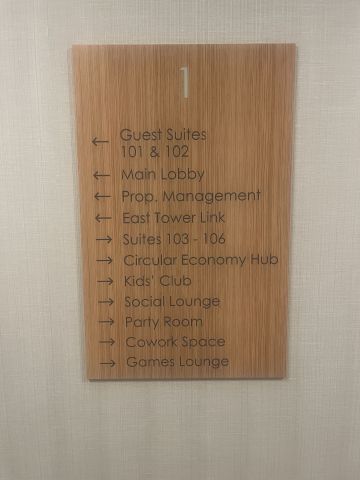 1
← Guest Suites
101 & 102
← Main Lobby
← Prop. Management
← East Tower Link
→ Suites 103 - 106
→ Circular Economy Hub
→ Kids' Club
→ Social Lounge
→ Party Room
→ Cowork Space
→ Games Lounge